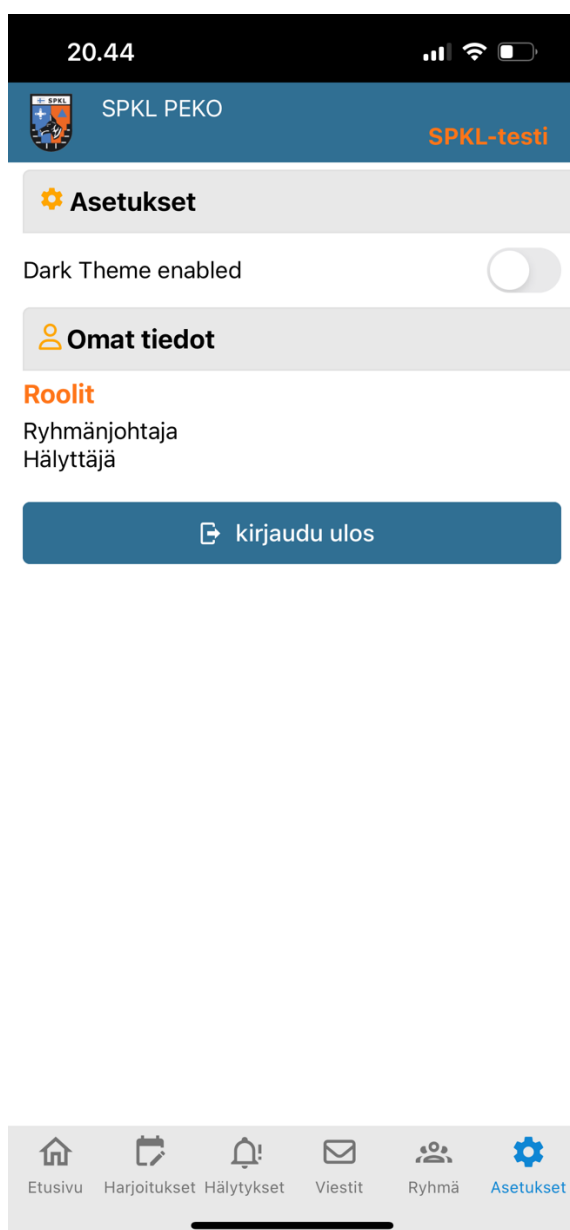 20.44
SPKL
SPKL PEKO
SPKL-testi
Asetukset
Dark Theme enabled
Omat tiedot
Roolit
Ryhmänjohtaja
Hälyttäjä
kirjaudu ulos
Etusivu Harjoitukset Hälytykset Viestit Ryhmä Asetukset